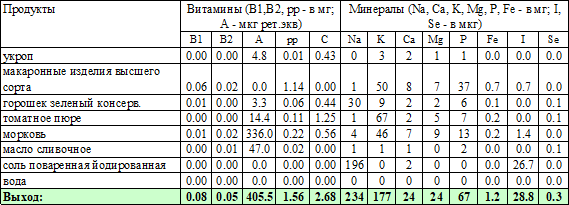 Продукты Витамины (B1,B2, pp - в мг; Минералы (Na, Ca, K, Mg, P, Fe - в мг; I,
A - мкг рет.экв) Se - в мкг)
B1 B2 A pp C Na K Ca Mg P Fe I Se
укроп 0.00 0.00 4.8 0.01 0.43 0 3 2 1 1 0.0 0.0 0.0
макаронные изделия высшего
сорта 0.06 0.02 0.0 1.14 0.00 1 50 8 7 37 0.7 0.7 0.0
горошек зеленый консерв. 0.01 0.00 3.3 0.06 0.44 30 9 2 2 6 0.1 0.0 0.1
томатное пюре 0.00 0.00 14.4 0.11 1.25 1 67 2 5 7 0.2 0.0 0.1
морковь 0.01 0.02 336.0 0.22 0.56 4 46 7 9 13 0.2 1.4 0.0
масло сливочное 0.00 0.01 47.0 0.02 0.00 1 1 1 0 2 0.0 0.0 0.1
соль поваренная йодированная 0.00 0.00 0.0 0.00 0.00 196 0 2 0 0 0.0 26.7 0.0
вода 0.00 0.00 0.0 0.00 0.00 0 0 0 0 0 0.0 0.0 0.0
Выход: 0.08 0.05 405.5 1.56 2.68 234 177 24 24 67 1.2 28.8 0.3